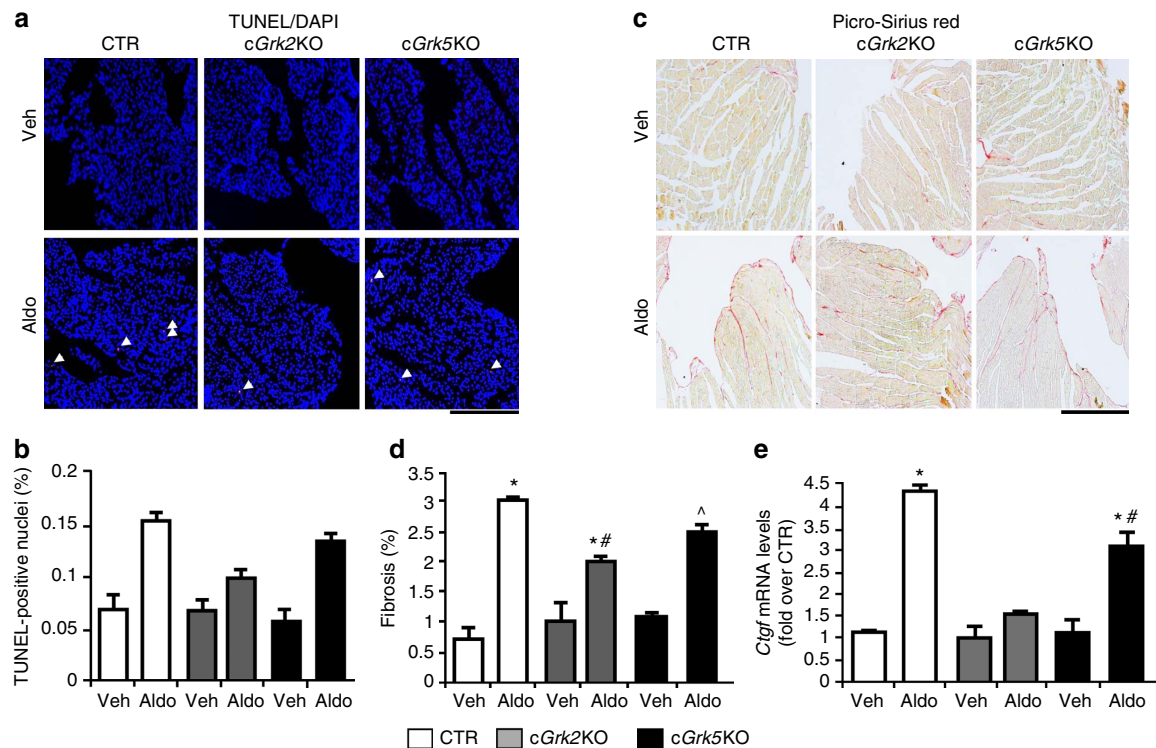 a
TUNEL/DAPI
CTR
cGrk2KO
cGrk5KO
Veh
Aldo
c
Picro-Sirius red
CTR
cGrk2KO
cGrk5KO
Veh
Aldo
b
TUNEL-positive nuclei (%)
0.2
0.15
0.1
0.05
0
Veh Aldo Veh Aldo Veh Aldo
d
Fibrosis (%)
3.5
3
2.5
2
1.5
1
0.5
0
*
*#
^
Veh Aldo Veh Aldo Veh Aldo
e
Ctgf mRNA levels
(fold over CTR)
4.5
4
3.5
3
2.5
2
1.5
1
0.5
0
*
*#
Veh Aldo Veh Aldo Veh Aldo
CTR cGrk2KO cGrk5KO